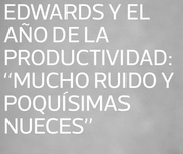 EDWARDS Y EL
AÑO DE LA
PRODUCTIVIDAD:
“MUCHO RUIDO Y
POQUÍSIMAS
NUECES”